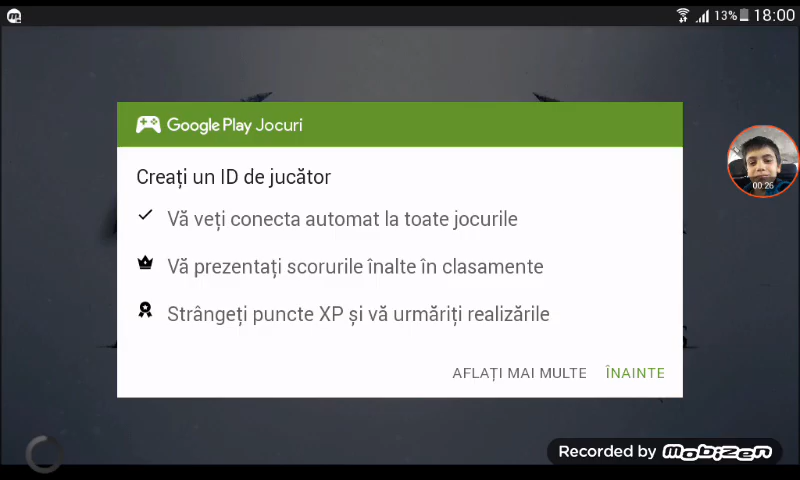 13% 18:00
Google Play Jocuri
Creați un ID de jucător
Vă veți conecta automat la toate jocurile
Vă prezentați scorurile înalte în clasamente
Strângeți puncte XP și vă urmăriți realizările
AFLAȚI MAI MULTE ÎNAINTE
00:26
Recorded by mobizen